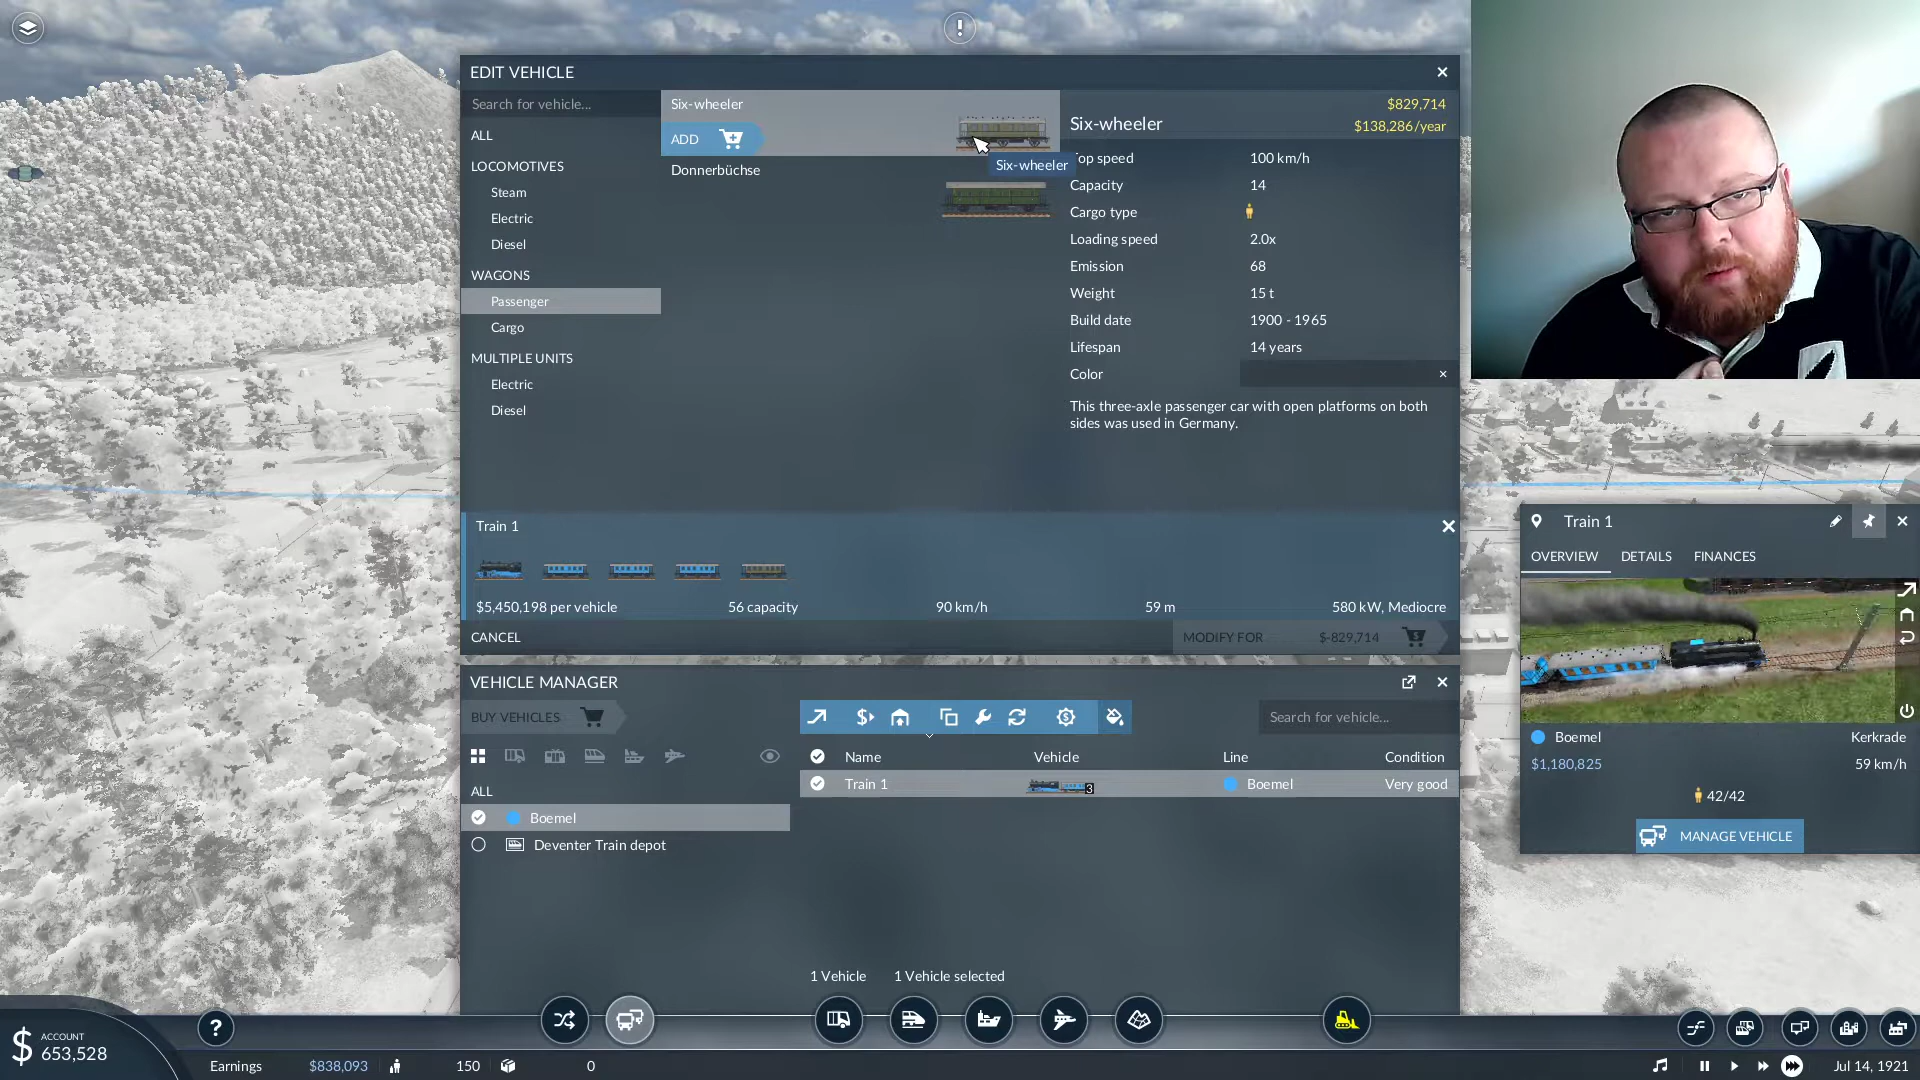 EDIT VEHICLE
Search for vehicle...
ALL
LOCOMOTIVES
Steam
Electric
Diesel
WAGONS
Passenger
Cargo
MULTIPLE UNITS
Electric
Diesel
Six-wheeler
ADD
Six-wheeler
Donnerbüchse
$829,714
Six-wheeler
$138,286/year
Top speed 100 km/h
Capacity 14
Cargo type
Loading speed 2.0x
Emission 68
Weight 15 t
Build date 1900 - 1965
Lifespan 14 years
Color
This three-axle passenger car with open platforms on both
sides was used in Germany.
Train 1
$5,450,198 per vehicle 56 capacity 90 km/h 59 m 580 kW, Mediocre
CANCEL MODIFY FOR $-829,714
VEHICLE MANAGER
BUY VEHICLES
Search for vehicle...
ALL
Boemel
Deventer Train depot
Name Vehicle Line Condition
Train 1 3 Boemel Very good
1 Vehicle 1 Vehicle selected
Train 1
OVERVIEW DETAILS FINANCES
Boemel Kerkrade
$1,180,825 59 km/h
42/42
MANAGE VEHICLE
$ ACCOUNT
653,528
?
Earnings $838,093 150 0
Jul 14, 1921